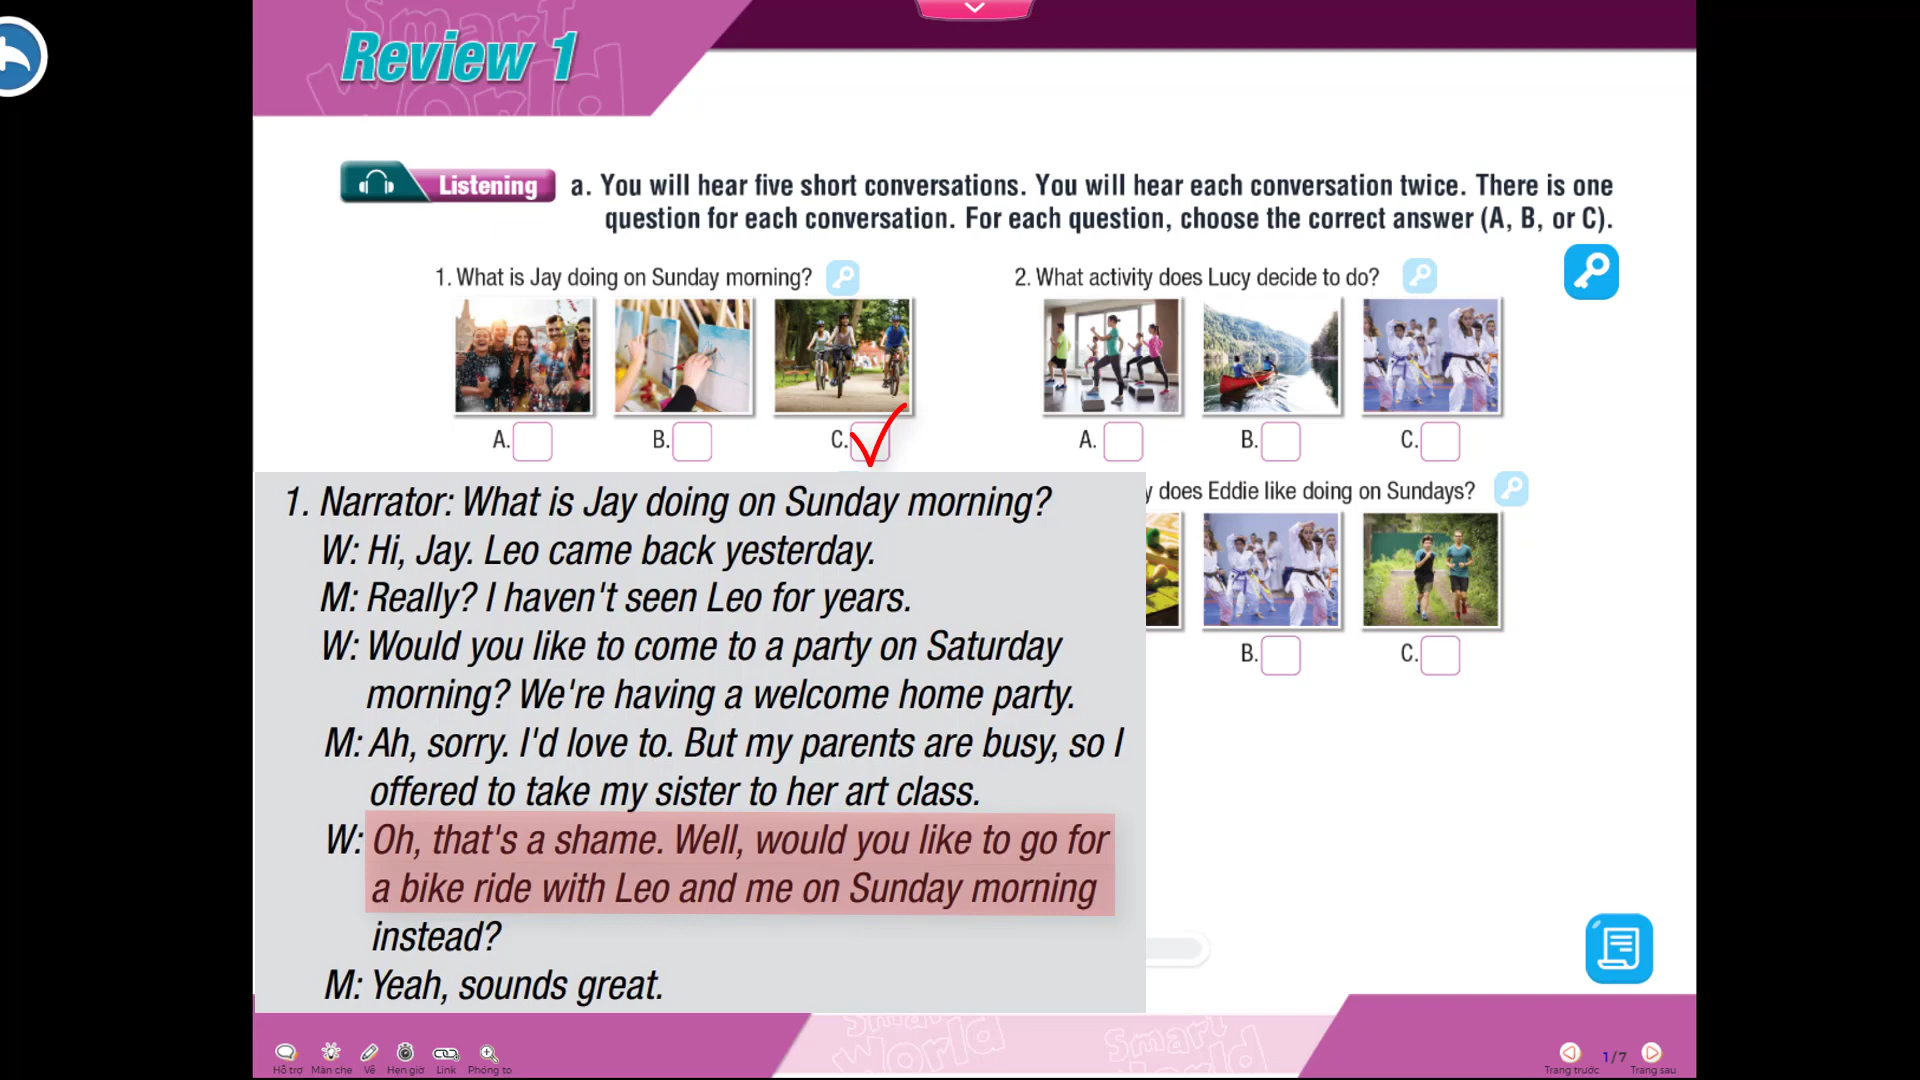 Review 1
Listening
a. You will hear five short conversations. You will hear each conversation twice. There is one
question for each conversation. For each question, choose the correct answer (A, B, or C).
1. What is Jay doing on Sunday morning?
A.
B.
C.
2. What activity does Lucy decide to do?
A.
B.
C.
1. Narrator: What is Jay doing on Sunday morning?
W: Hi, Jay. Leo came back yesterday.
M: Really? I haven't seen Leo for years.
W: Would you like to come to a party on Saturday
morning? We're having a welcome home party.
M: Ah, sorry. I'd love to. But my parents are busy, so I
offered to take my sister to her art class.
W: Oh, that's a shame. Well, would you like to go for
a bike ride with Leo and me on Sunday morning
instead?
M: Yeah, sounds great.
y does Eddie like doing on Sundays?
B.
C.
Smart World
Smart World
Smart World
Hỗ trợ
Màn che
Vẽ
Hẹn giờ
Link
Phóng to
Trang trước
1/7
Trang sau